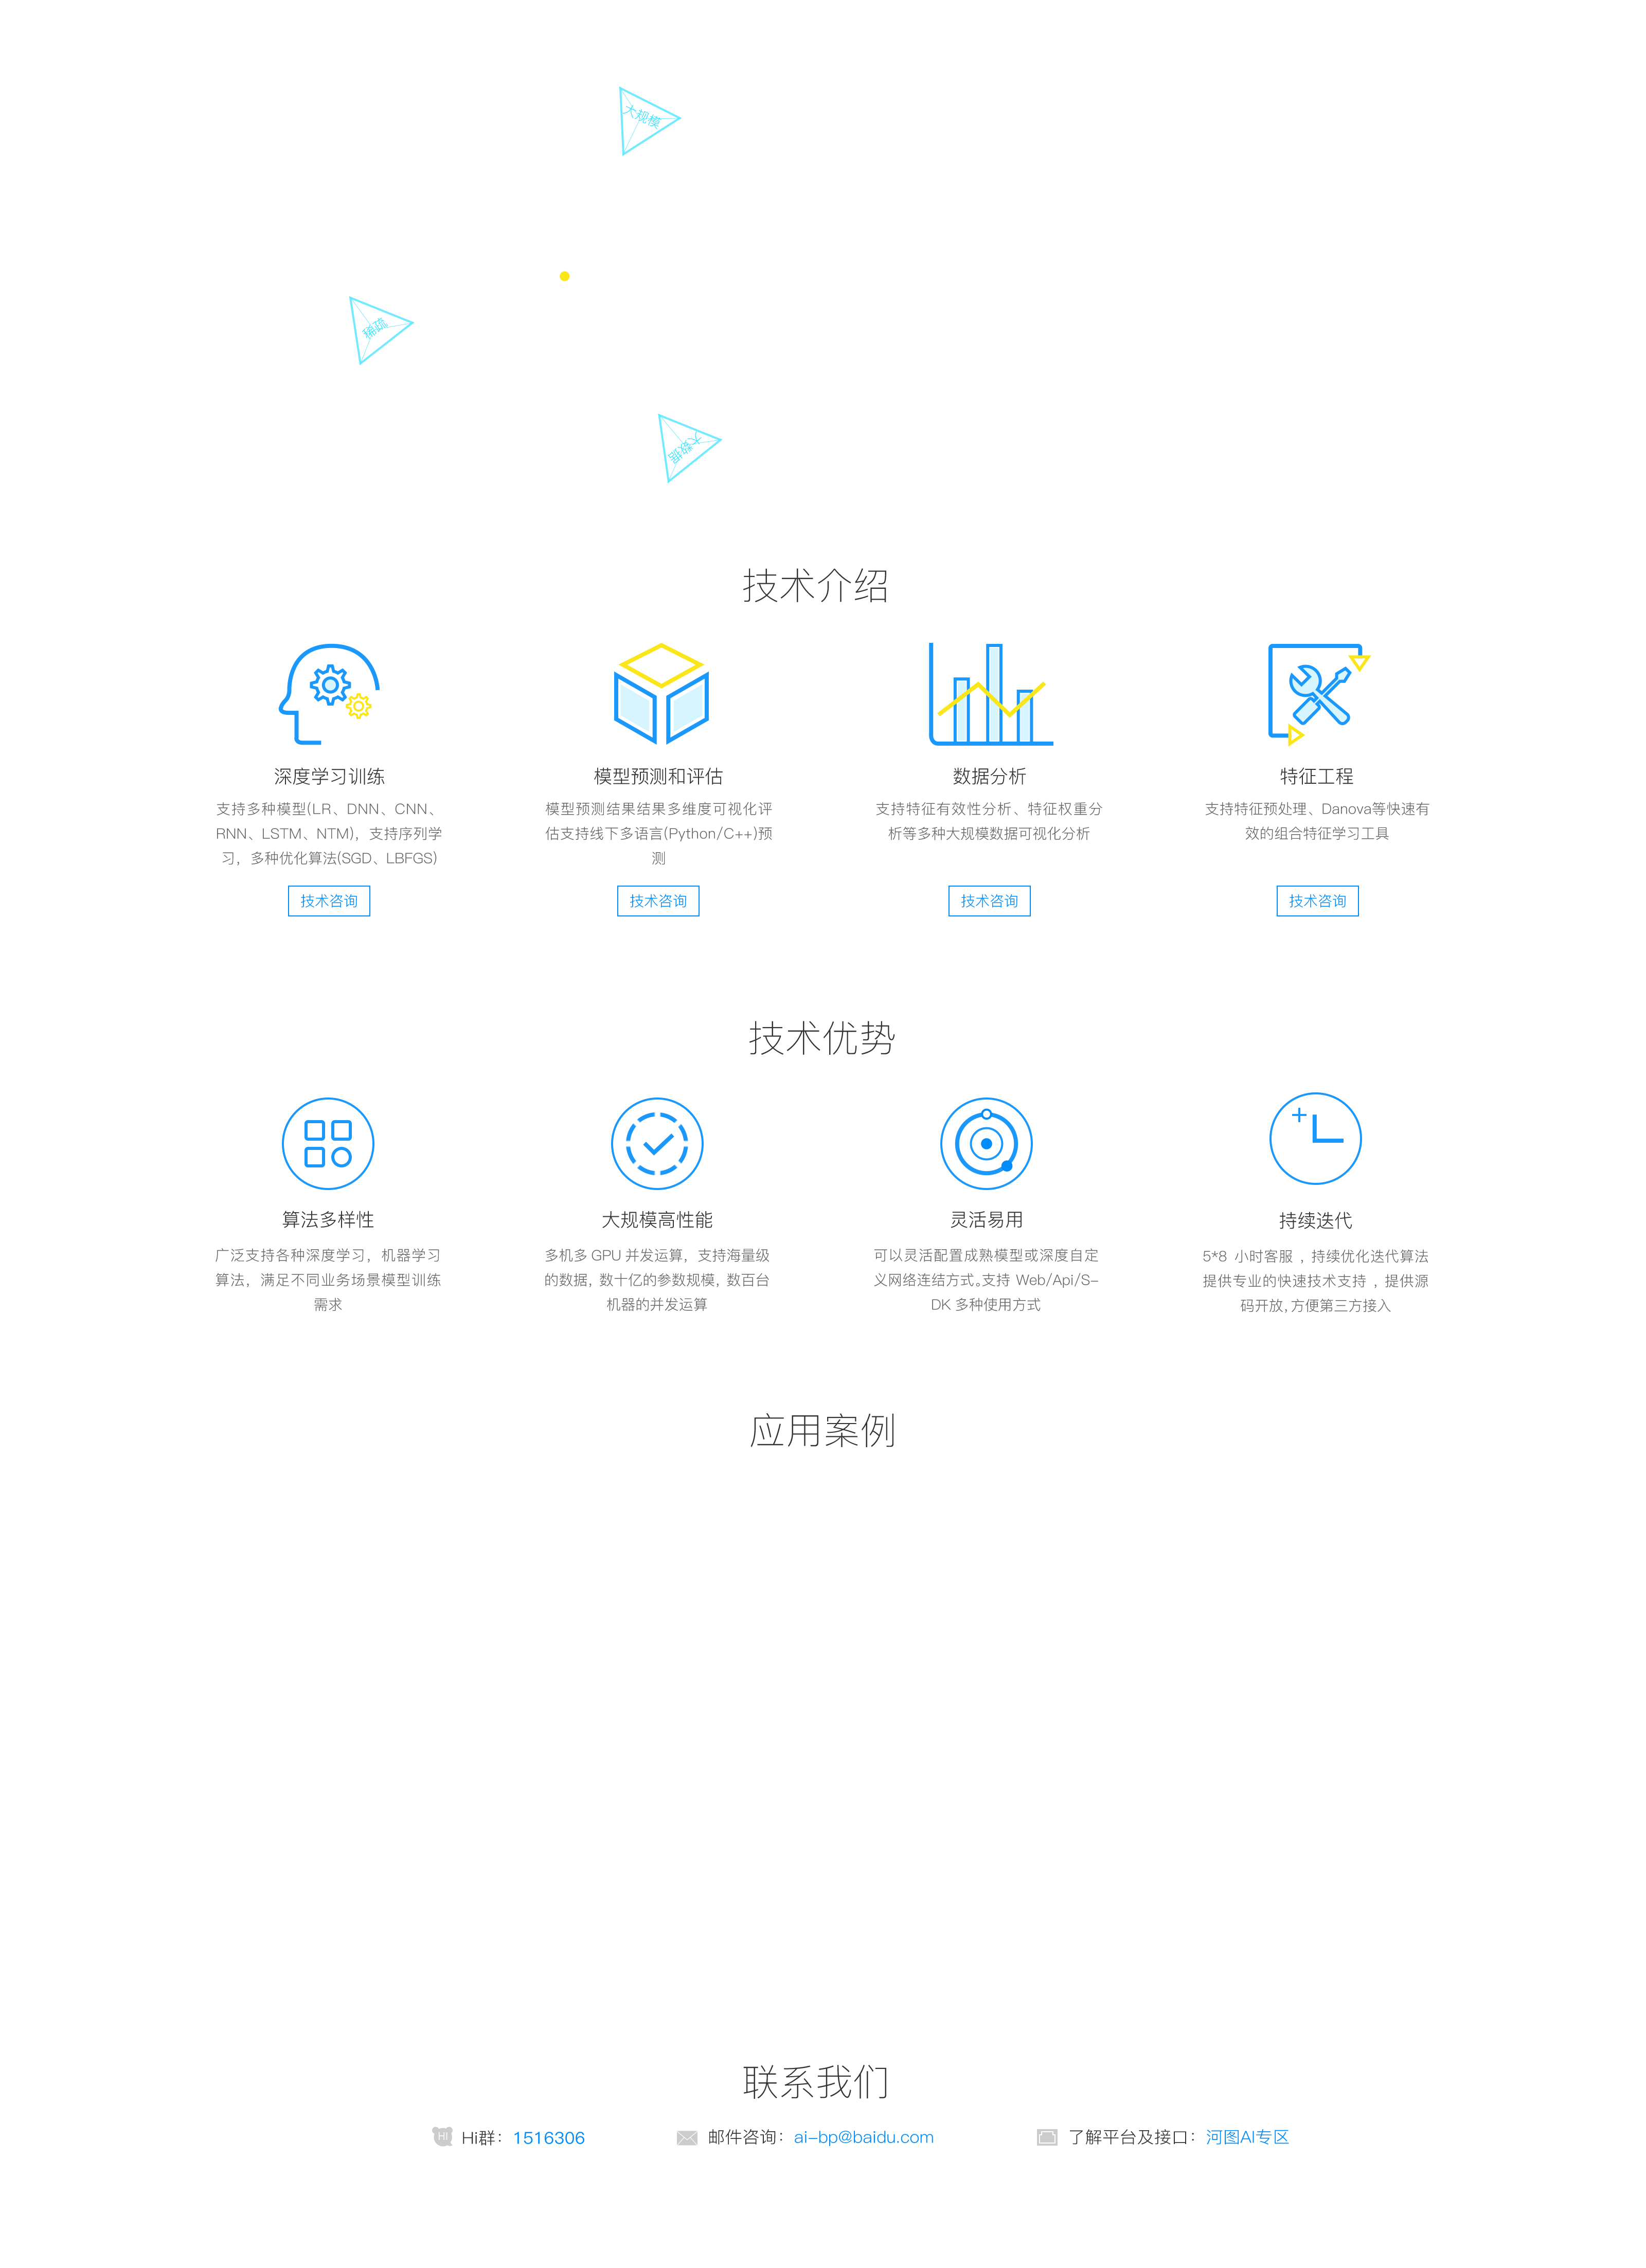 大规模
稀疏
大数据
技术介绍
深度学习训练
支持多种模型(LR、DNN、CNN、
RNN、LSTM、NTM)，支持序列学
习，多种优化算法(SGD、LBFGS)
技术咨询
模型预测和评估
模型预测结果结果多维度可视化评
估支持线下多语言(Python/C++)预
测
技术咨询
数据分析
支持特征有效性分析、特征权重分
析等多种大规模数据可视化分析
技术咨询
特征工程
支持特征预处理、Danova等快速有
效的组合特征学习工具
技术咨询
技术优势
算法多样性
广泛支持各种深度学习，机器学习
算法，满足不同业务场景模型训练
需求
大规模高性能
多机多 GPU 并发运算，支持海量级
的数据，数十亿的参数规模，数百台
机器的并发运算
灵活易用
可以灵活配置成熟模型或深度自定
义网络连结方式。支持 Web/Api/S-
DK 多种使用方式
持续迭代
5*8 小时客服 ，持续优化迭代算法
提供专业的快速技术支持 ，提供源
码开放，方便第三方接入
应用案例
联系我们
HI Hi群：1516306
邮件咨询：ai-bp@baidu.com
了解平台及接口：河图AI专区